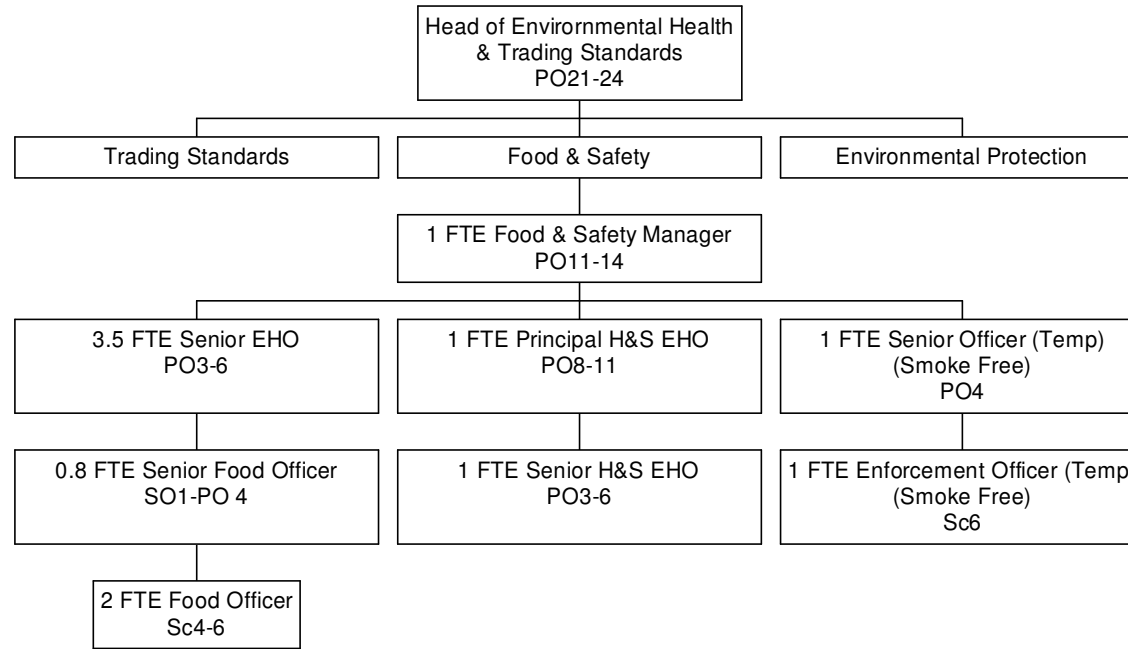 Head of Envirornmental Health
& Trading Standards
PO21-24
Trading Standards
Food & Safety
Environmental Protection
1 FTE Food & Safety Manager
PO11-14
3.5 FTE Senior EHO
PO3-6
1 FTE Principal H&S EHO
PO8-11
1 FTE Senior Officer (Temp)
(Smoke Free)
PO4
0.8 FTE Senior Food Officer
SO1-PO 4
1 FTE Senior H&S EHO
PO3-6
1 FTE Enforcement Officer (Temp
(Smoke Free)
Sc6
2 FTE Food Officer
Sc4-6